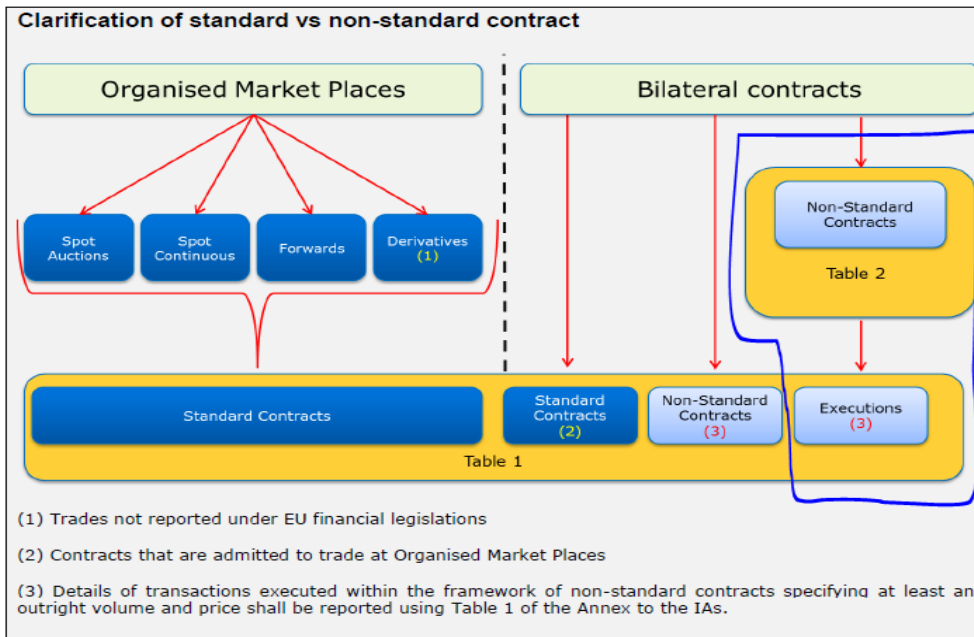 Clarification of standard vs non-standard contract
Organised Market Places
Bilateral contracts
Non-Standard
Contracts
Table 2
Spot
Auctions
Spot
Continuous
Forwards
Derivatives
(1)
Standard Contracts
Standard
Contracts
(2)
Non-Standard
Contracts
(3)
Executions
(3)
Table 1
(1) Trades not reported under EU financial legislations
(2) Contracts that are admitted to trade at Organised Market Places
(3) Details of transactions executed within the framework of non-standard contracts specifying at least an
outright volume and price shall be reported using Table 1 of the Annex to the IAs.